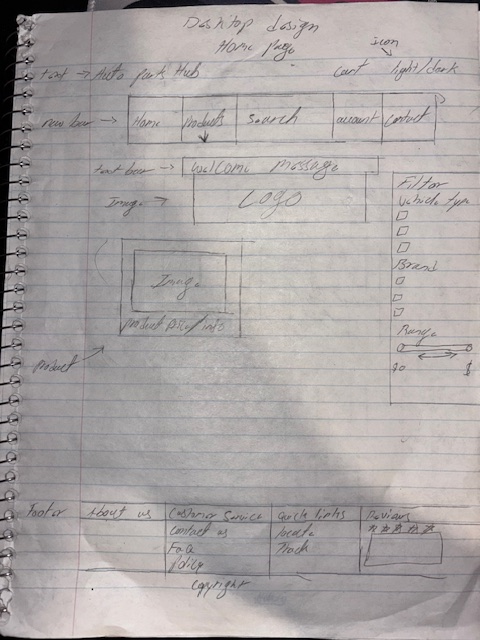 Desktop design
Home page
icon
text → Auto park Hub cart light/dark
nav bar → Home products search account contact
text bar → welcome message
Image → Logo
Filter
Vehicle type
Brand
Image
product price/info
Range
$0 $
product
Footer About us Customer Service Quick links Reviews
contact us locate
FaQ Track
policy
copyright